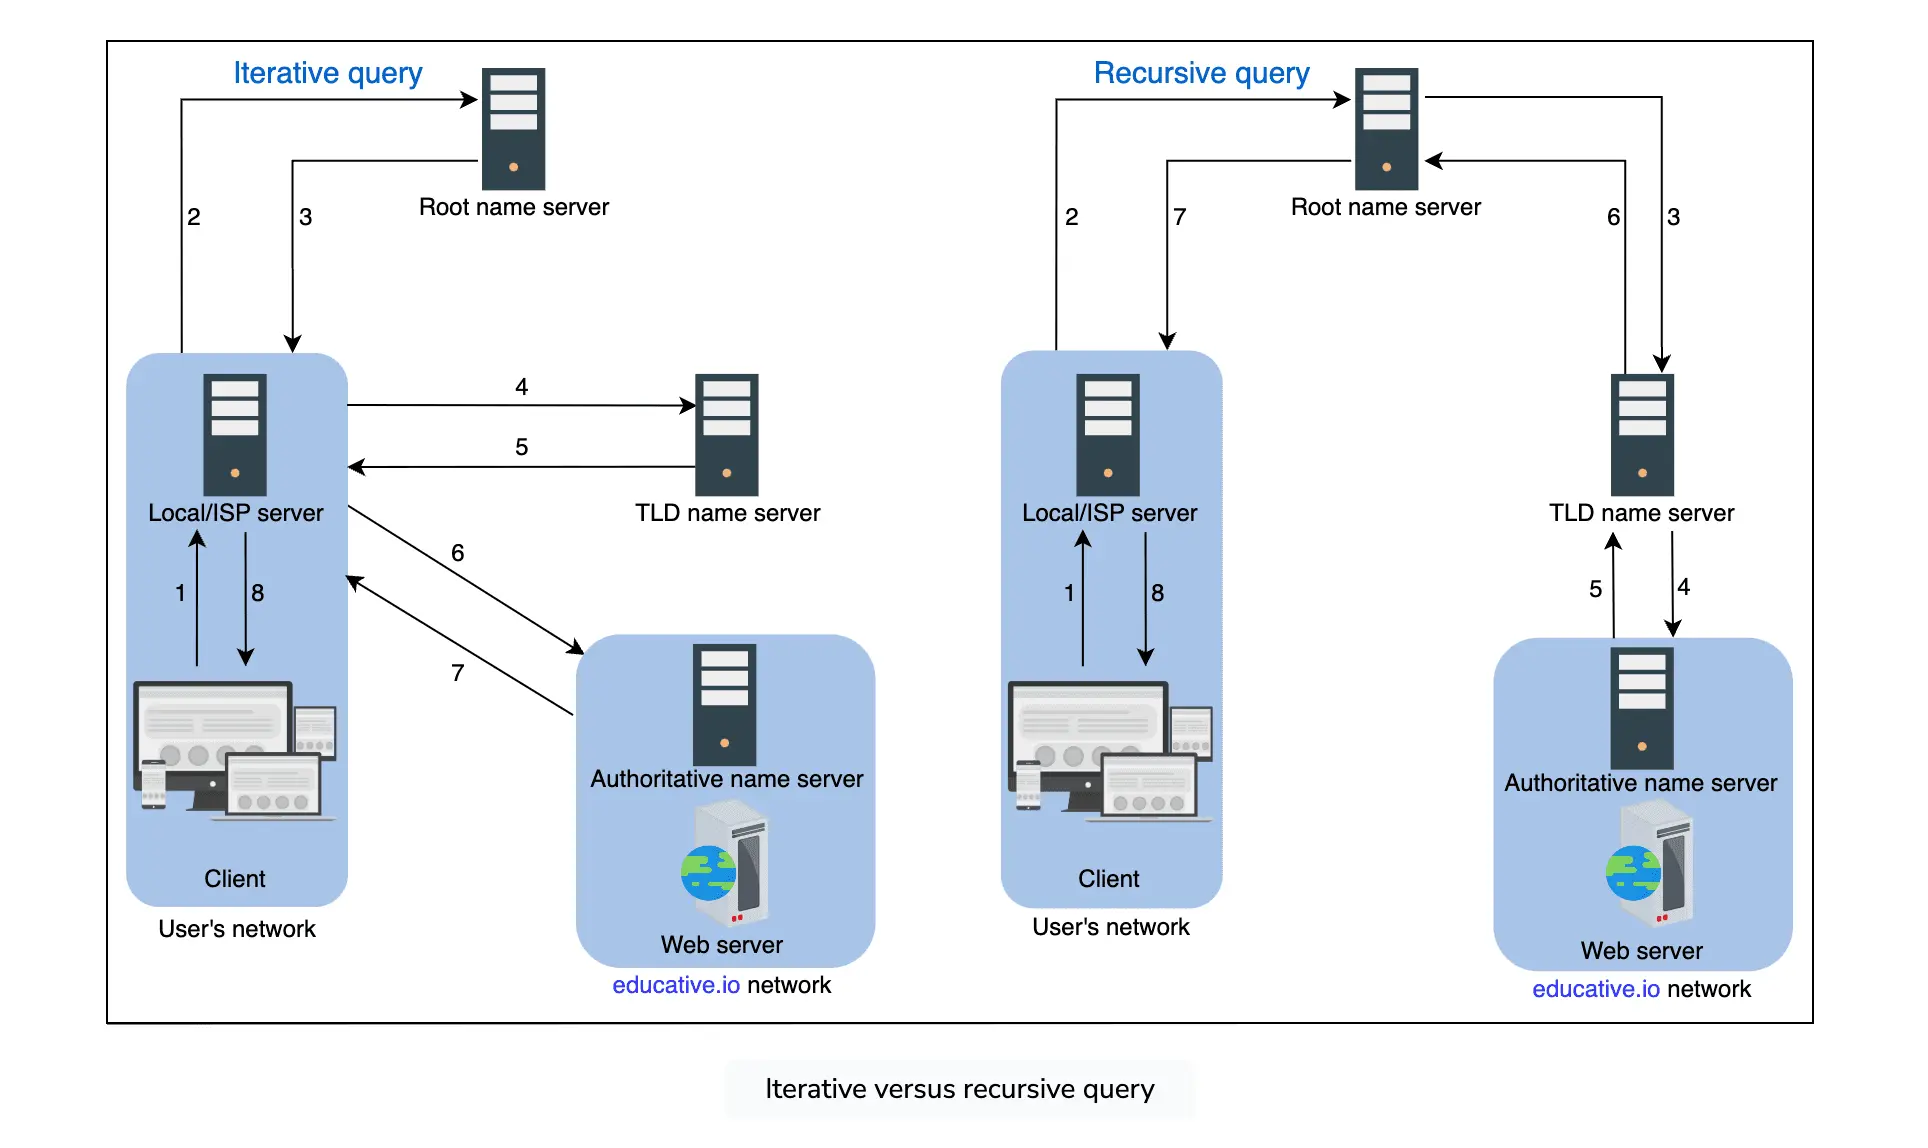 Iterative query
Root name server
2
3
Local/ISP server
4
5
TLD name server
1
8
6
7
Client
User's network
Authoritative name server
Web server
educative.io network
Recursive query
Root name server
2
7
6
3
Local/ISP server
TLD name server
1
8
5
4
Client
User's network
Authoritative name server
Web server
educative.io network
Iterative versus recursive query